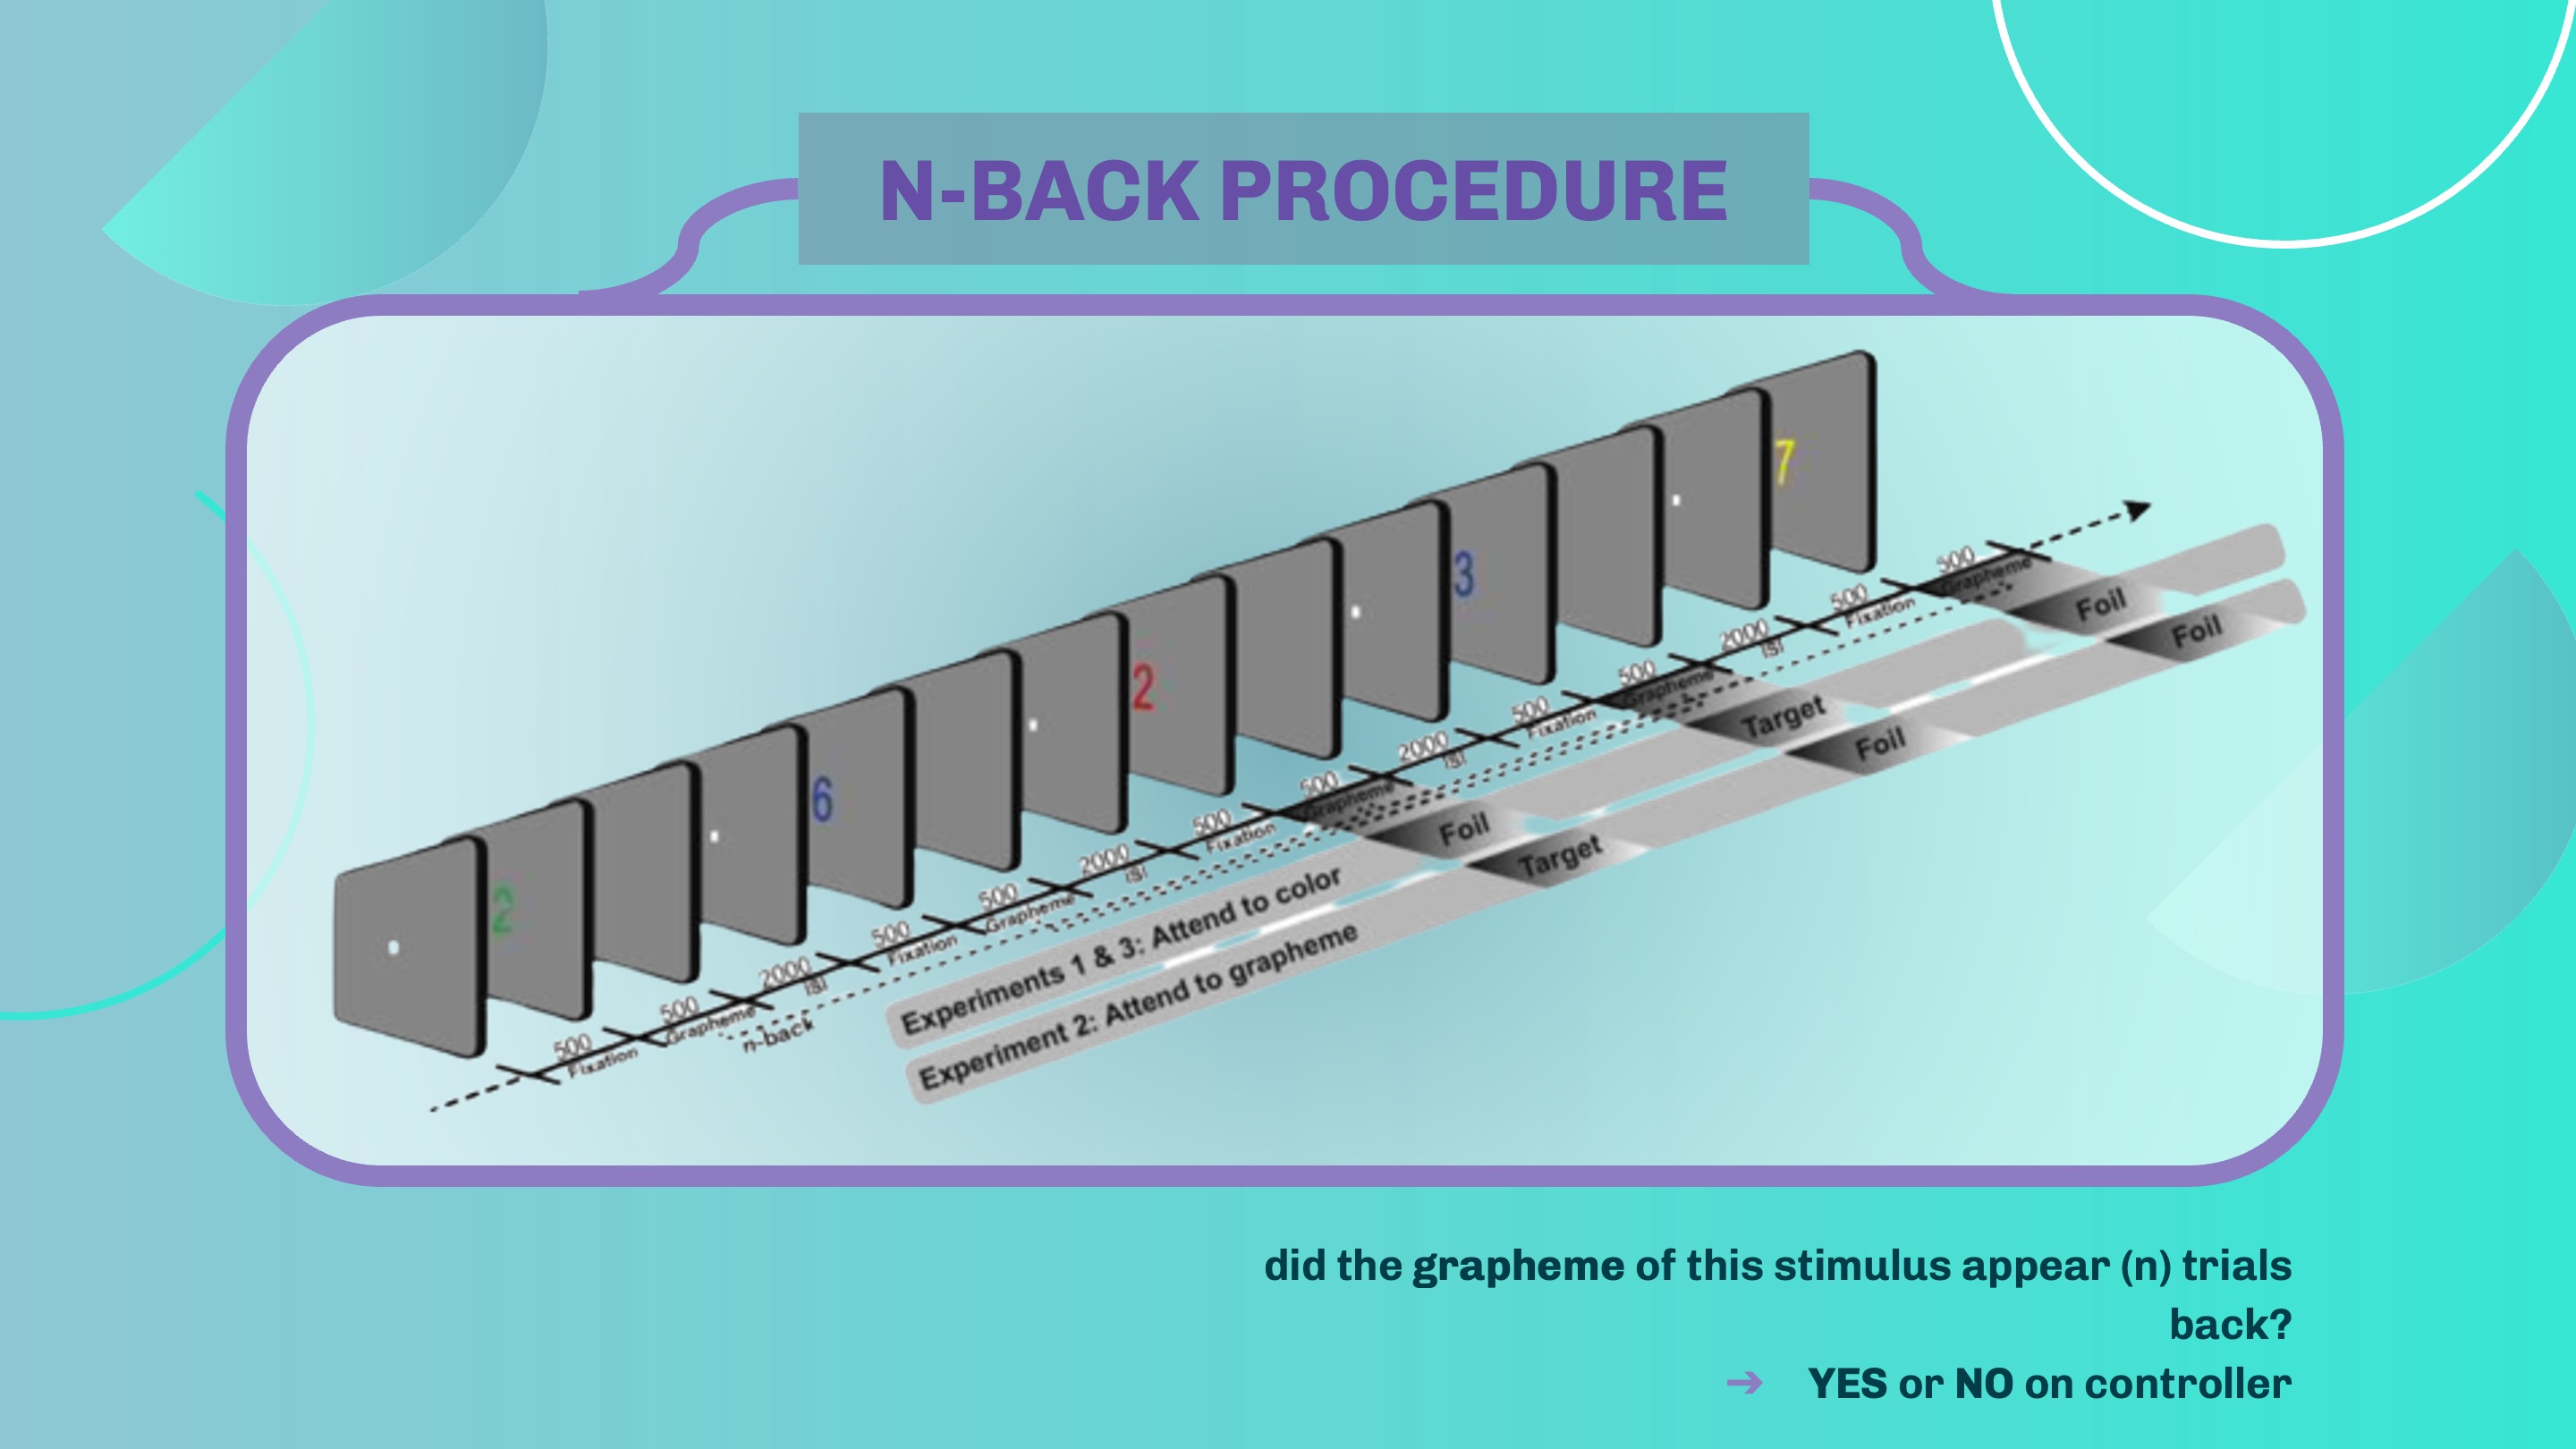 N-BACK PROCEDURE
7
3
2
6
2
500
Fixation
500
Grapheme
2000
ISI
500
Fixation
500
Grapheme
2000
ISI
500
Fixation
500
Grapheme
2000
ISI
500
Fixation
500
Grapheme
2000
ISI
500
Fixation
500
Grapheme
n-back
Experiments 1 & 3: Attend to color
Foil
Target
Foil
Experiment 2: Attend to grapheme
Target
Foil
Foil
did the grapheme of this stimulus appear (n) trials
back?
➔ YES or NO on controller